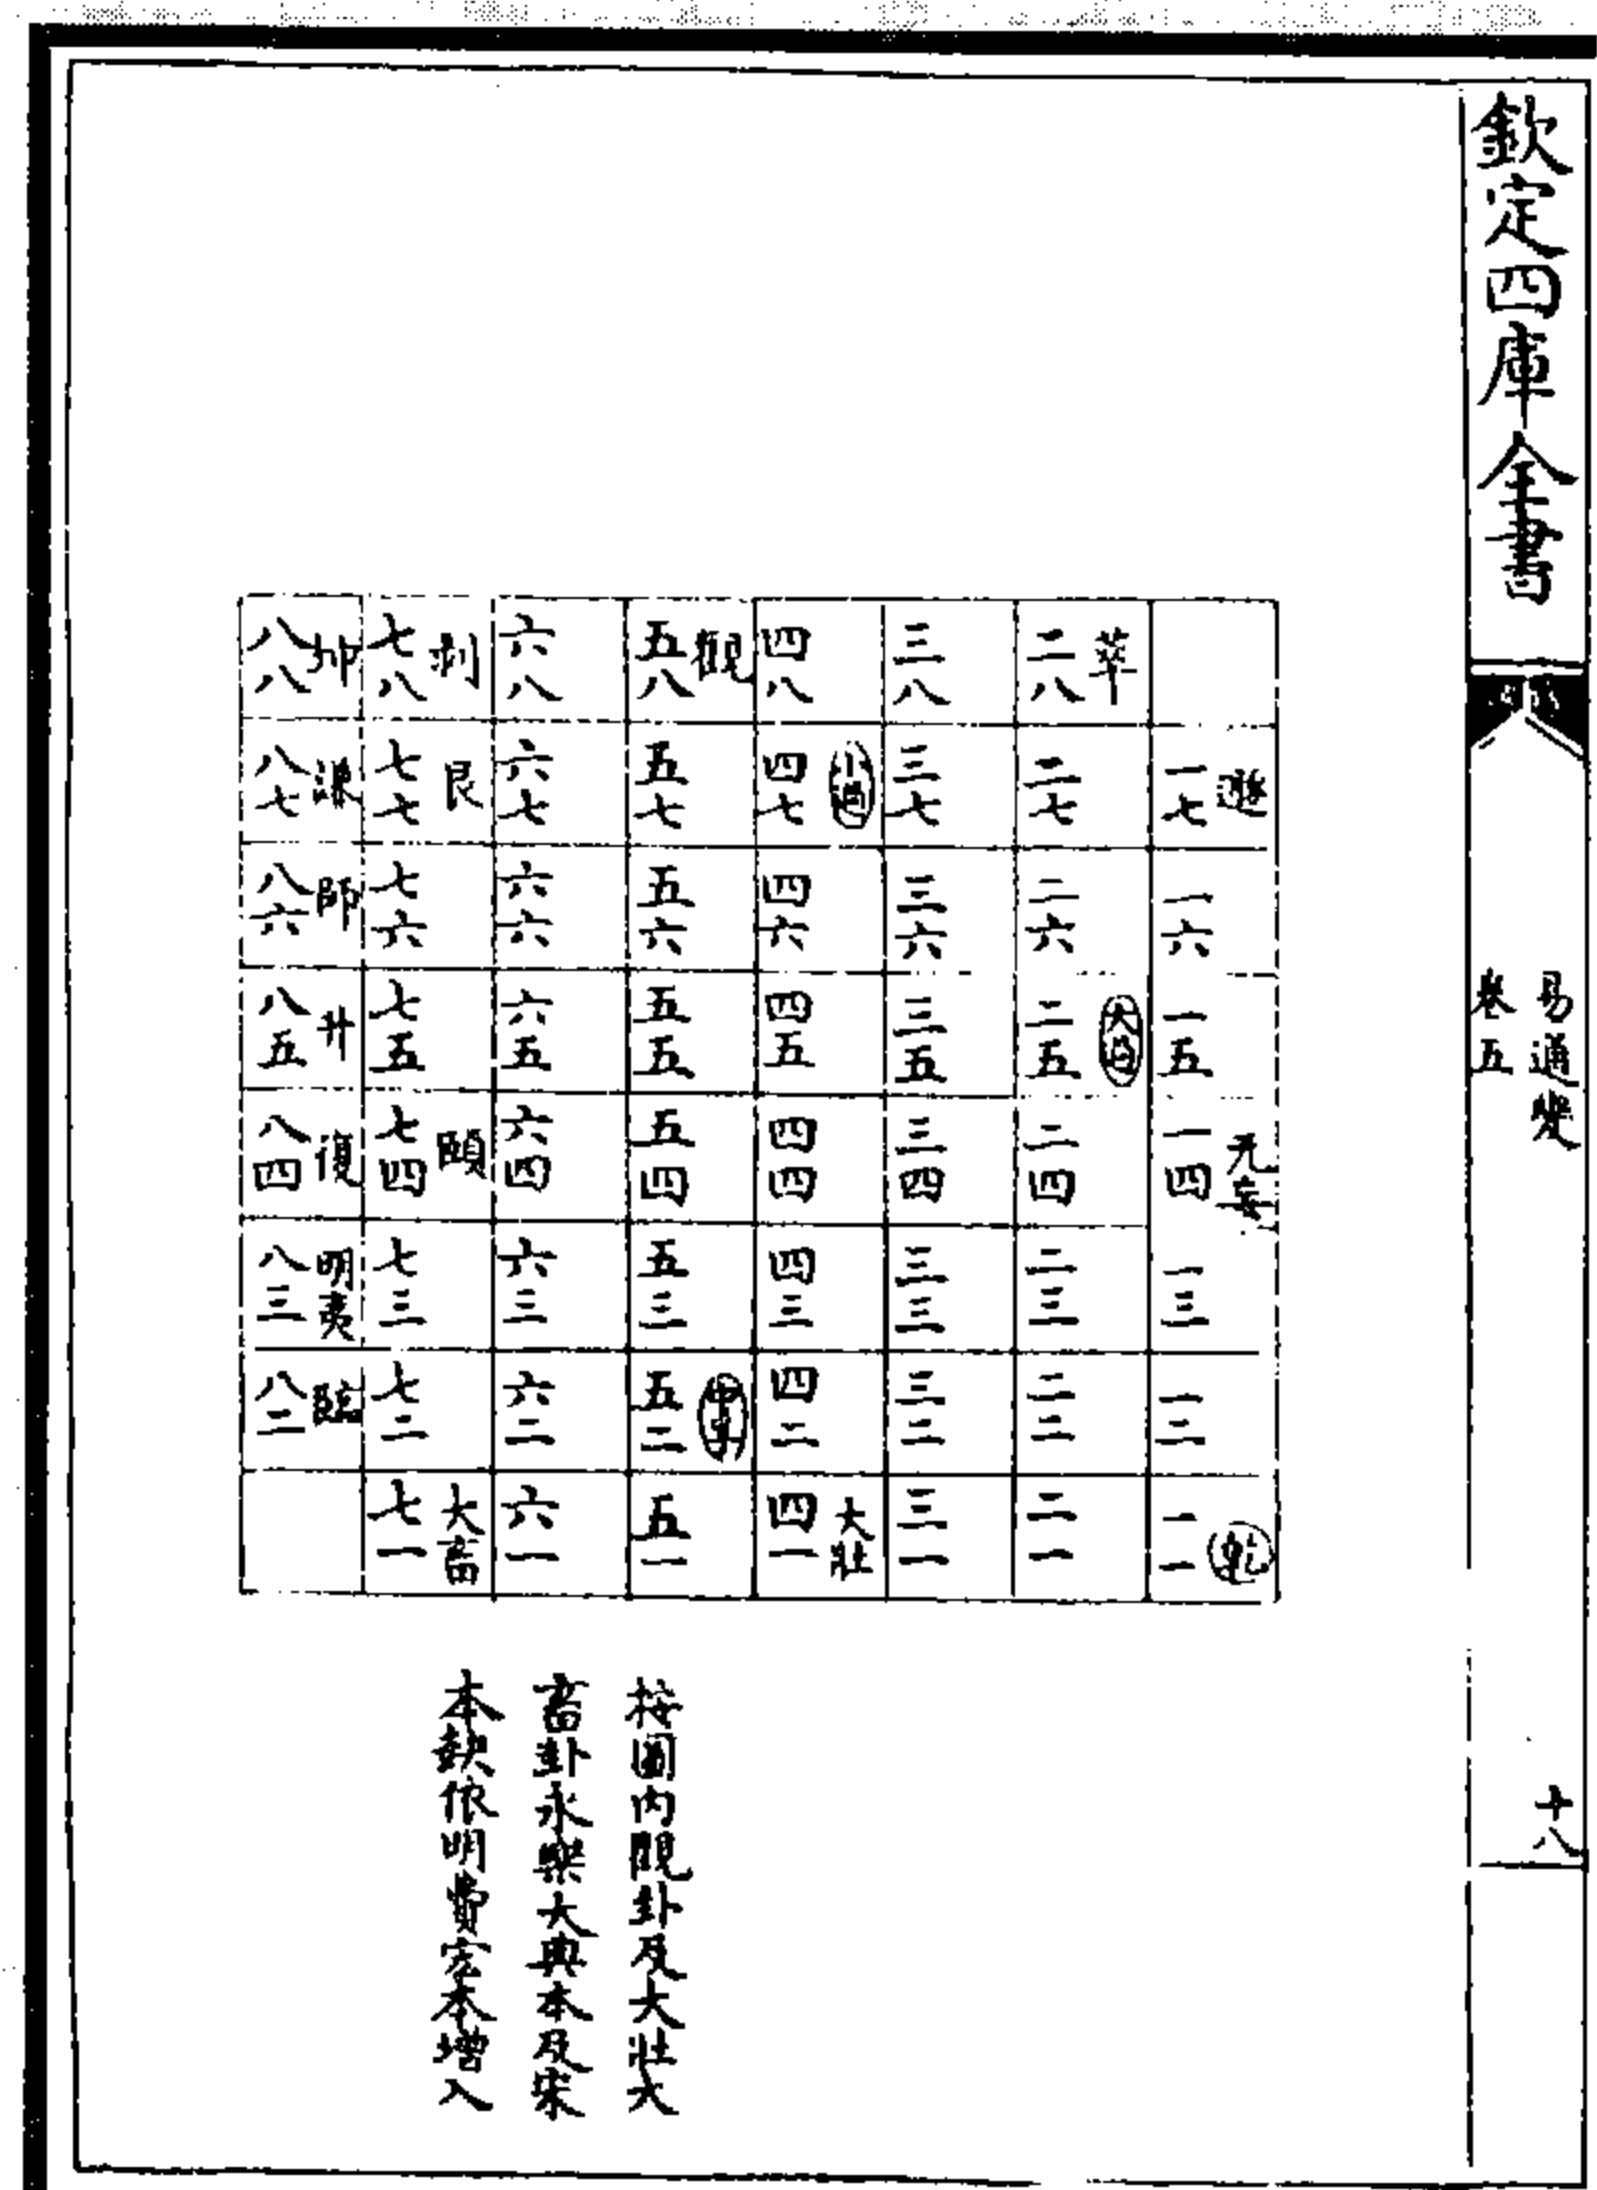 欽定四庫全書
易通變
卷五
十八
遯 一七
一六
一五
无妄 一四
一三
一二
乾 一一
萃 二八
二七
二六
大過 二五
二四
二三
二二
二一
三八
三七
三六
三五
三四
三三
三二
三一
四八
小過 四七
四六
四五
四四
四三
四二
大壯 四一
觀 五八
五七
五六
五五
五四
五三
中孚 五二
五一
六八
六七
六六
六五
六四
六三
六二
六一
剥 七八
艮 七七
七六
七五
頤 七四
七三
七二
大畜 七一
八八
謙 八七
師 八六
升 八五
復 八四
明夷 八三
臨 八二
按圖内觀卦及大壯大
畜卦永樂大典本及宋
本缺依明費宏本增入